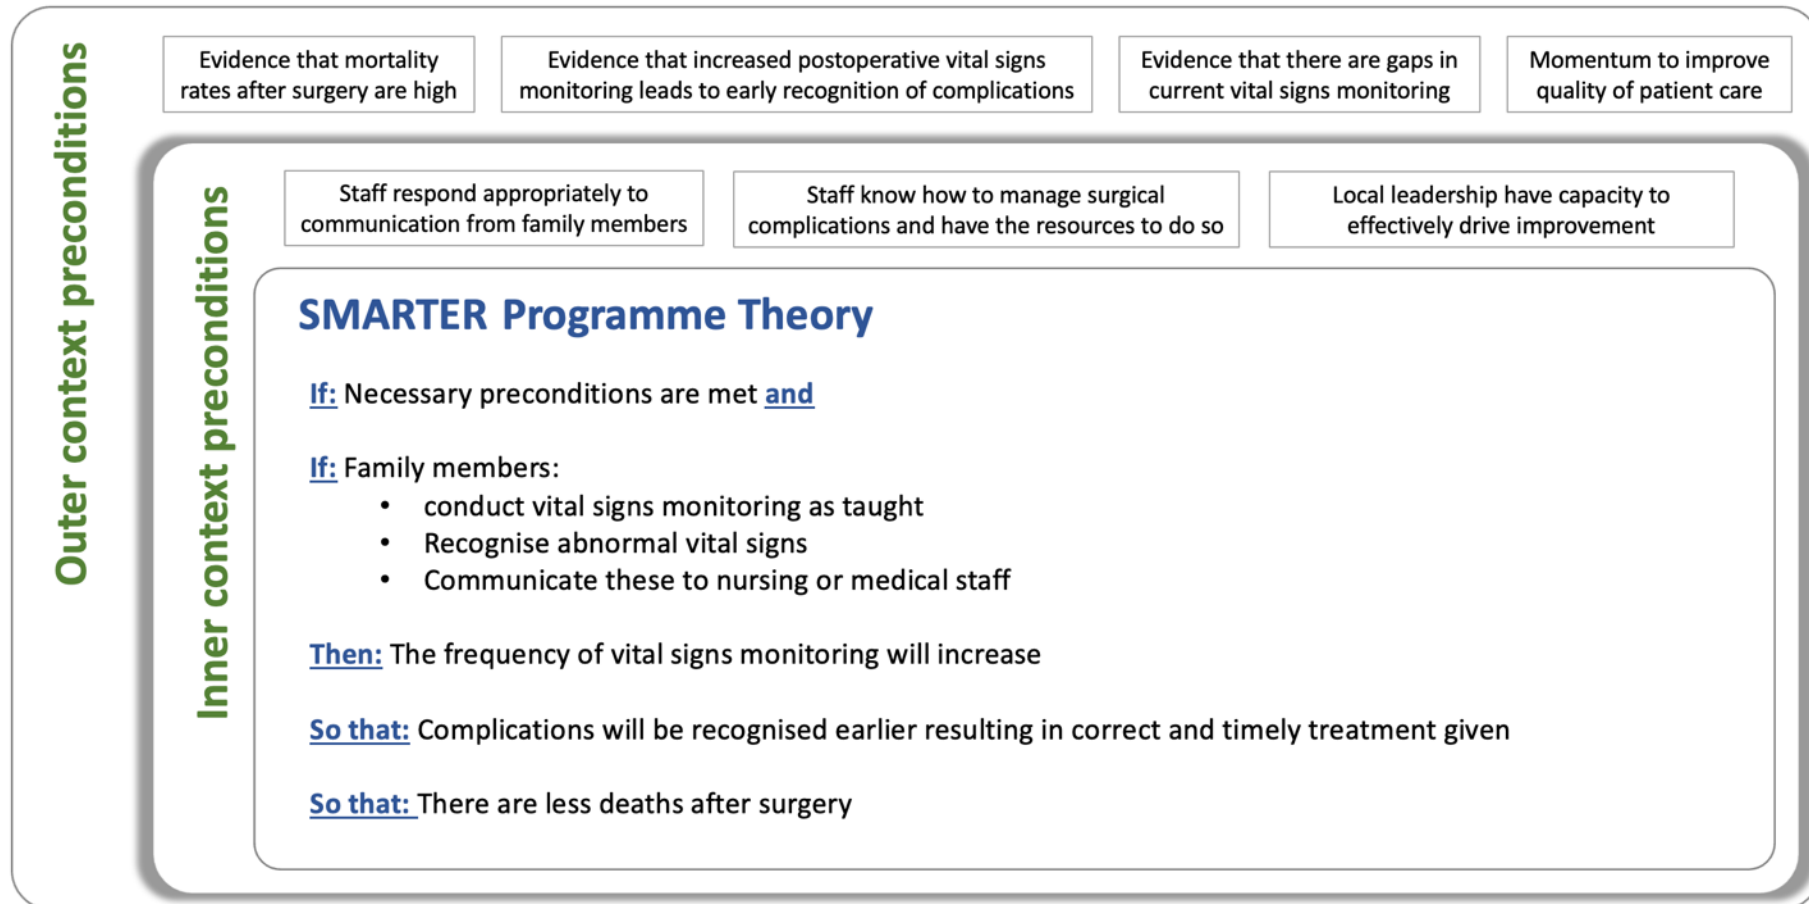 Outer context preconditions
Evidence that mortality
rates after surgery are high
Evidence that increased postoperative vital signs
monitoring leads to early recognition of complications
Evidence that there are gaps in
current vital signs monitoring
Momentum to improve
quality of patient care
Inner context preconditions
Staff respond appropriately to
communication from family members
Staff know how to manage surgical
complications and have the resources to do so
Local leadership have capacity to
effectively drive improvement
SMARTER Programme Theory
If: Necessary preconditions are met and
If: Family members:
• conduct vital signs monitoring as taught
• Recognise abnormal vital signs
• Communicate these to nursing or medical staff
Then: The frequency of vital signs monitoring will increase
So that: Complications will be recognised earlier resulting in correct and timely treatment given
So that: There are less deaths after surgery